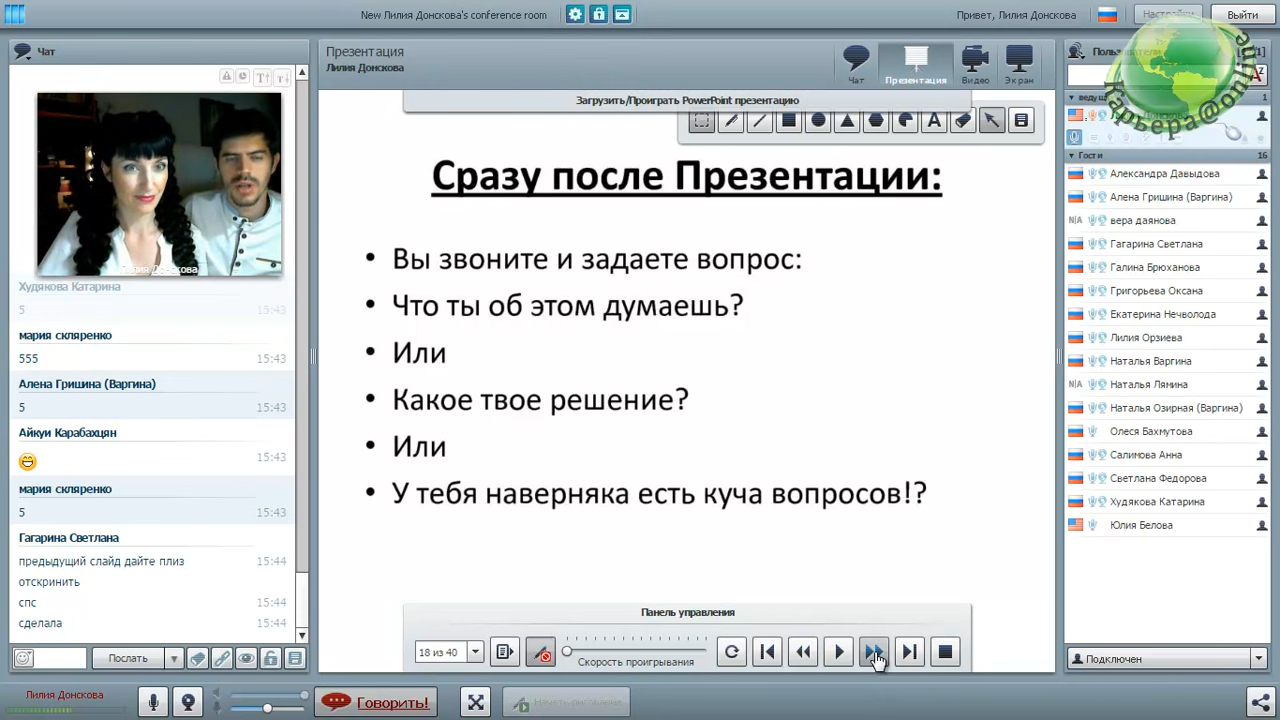 New Лилия Донскова's conference room
Привет, Лилия Донскова
Настройки
Выйти
Чат
Лилия Донскова
Худякова Катарина
5 15:43
мария скляренко
555 15:43
Алена Гришина (Варгина)
5 15:43
Айкуи Карабахцян
15:43
мария скляренко
5 15:43
Гагарина Светлана
предыдущий слайд дайте плиз 15:44
отскринить
спс 15:44
сделала 15:44
Послать
Презентация
Лилия Донскова
Чат
Презентация
Видео
Экран
Загрузить/Проиграть PowerPoint презентацию
Сразу после Презентации:
• Вы звоните и задаете вопрос:
• Что ты об этом думаешь?
• Или
• Какое твое решение?
• Или
• У тебя наверняка есть куча вопросов!?
Панель управления
18 из 40
Скорость проигрывания
Карьера@online
Гости 16
Александра Давыдова
Алена Гришина (Варгина)
N/A вера даянова
Гагарина Светлана
Галина Брюханова
Григорьева Оксана
Екатерина Нечволода
Лилия Орзиева
Наталья Варгина
N/A Наталья Лямина
Наталья Озирная (Варгина)
Олеся Бахмутова
Салимова Анна
Светлана Федорова
Худякова Катарина
Юлия Белова
Подключен
Лилия Донскова
Говорить!